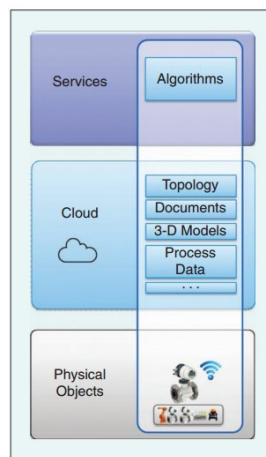 Services
Algorithms
Cloud
Topology
Documents
3-D Models
Process
Data
. . .
Physical
Objects